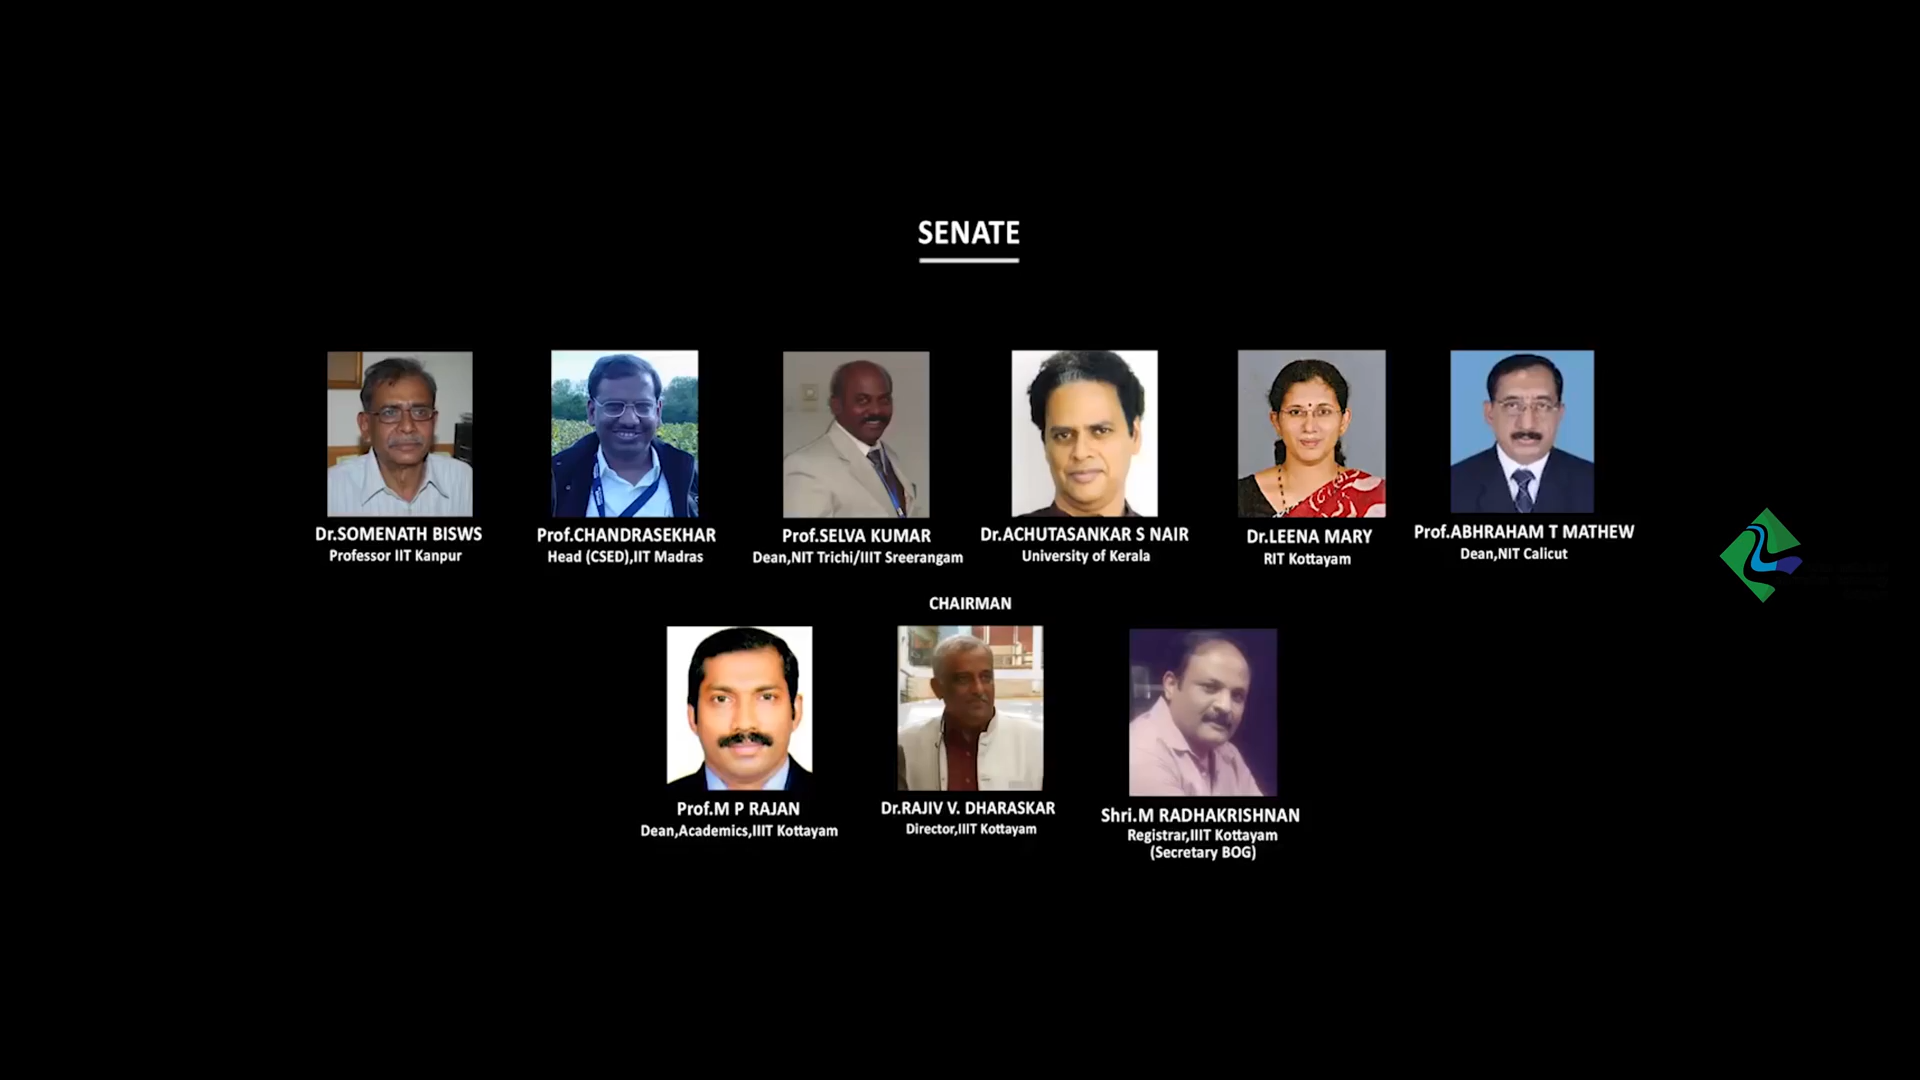 SENATE
Dr.SOMENATH BISWS
Professor IIT Kanpur
Prof.CHANDRASEKHAR
Head (CSED),IIT Madras
Prof.SELVA KUMAR
Dean,NIT Trichi/IIIT Sreerangam
Dr.ACHUTASANKAR S NAIR
University of Kerala
Dr.LEENA MARY
RIT Kottayam
Prof.ABHRAHAM T MATHEW
Dean,NIT Calicut
CHAIRMAN
Prof.M P RAJAN
Dean,Academics,IIIT Kottayam
Dr.RAJIV V. DHARASKAR
Director,IIIT Kottayam
Shri.M RADHAKRISHNAN
Registrar,IIIT Kottayam
(Secretary BOG)